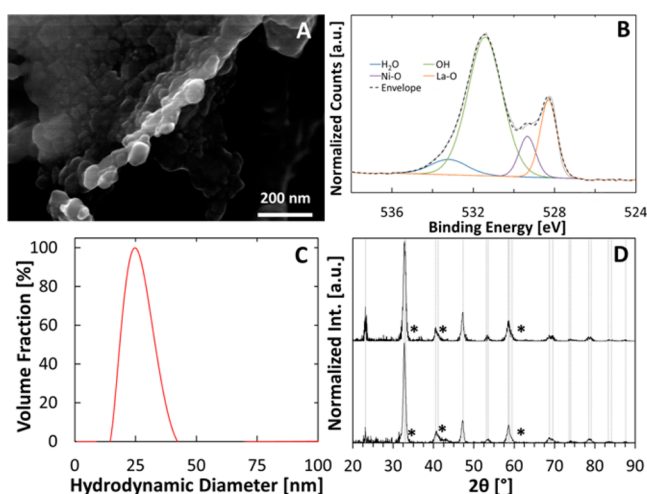 A
200 nm
B
Normalized Counts [a.u.]
H₂O
OH
Ni-O
La-O
Envelope
536
532
528
524
Binding Energy [eV]
C
Volume Fraction [%]
100
80
60
40
20
0
0
25
50
75
100
Hydrodynamic Diameter [nm]
D
Normalized Int. [a.u.]
* * *
* * *
20
30
40
50
60
70
80
90
2θ [°]